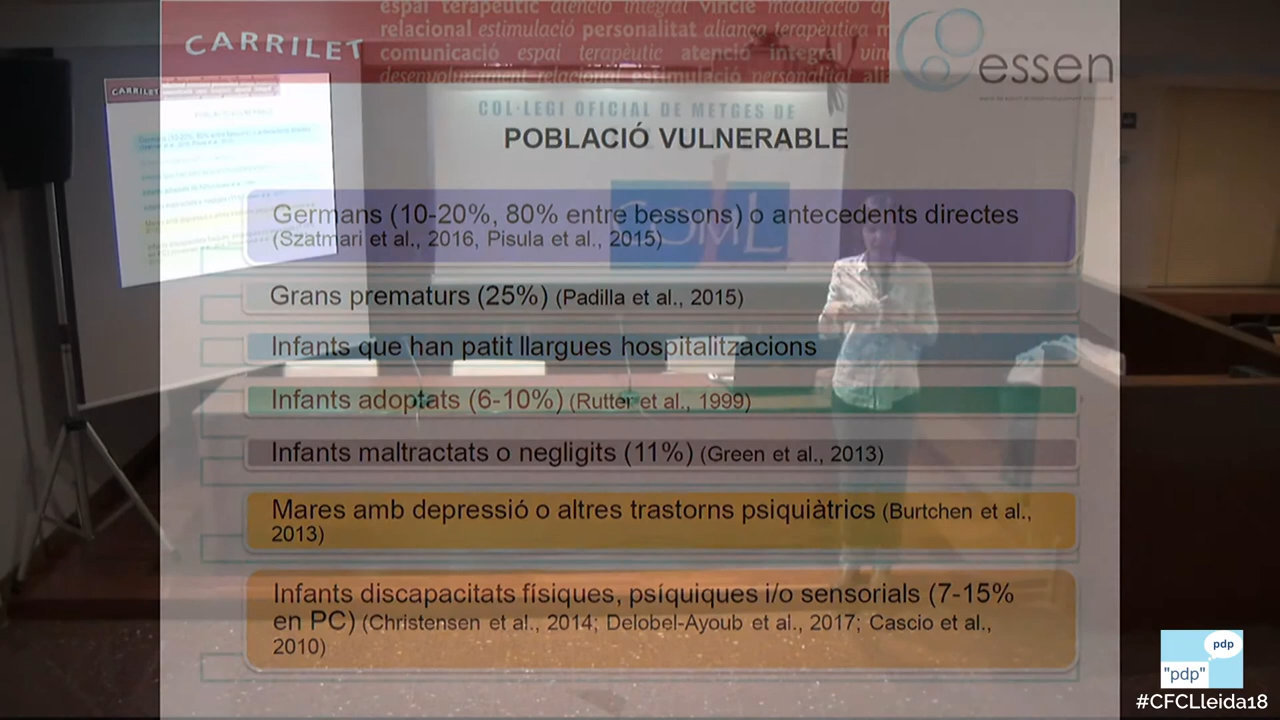 espai terapèutic atenció integral vincle maduració
relacional estimulació personalitat aliança terapèutica
comunicació espai terapèutic atenció integral
desenvolupament relacional estimulació personalitat
CARRILET
essen
CARRILET
COL·LEGI OFICIAL DE METGES DE
POBLACIÓ VULNERABLE
Germans (10-20%, 80% entre bessons) o antecedents directes
(Szatmari et al., 2016, Pisula et al., 2015)
Grans prematurs (25%) (Padilla et al., 2015)
Infants que han patit llargues hospitalitzacions
Infants adoptats (6-10%) (Rutter et al., 1999)
Infants maltractats o negligits (11%) (Green et al., 2013)
Mares amb depressió o altres trastorns psiquiàtrics (Burtchen et al.,
2013)
Infants discapacitats físiques, psíquiques i/o sensorials (7-15%
en PC) (Christensen et al., 2014; Delobel-Ayoub et al., 2017; Cascio et al.,
2010)
pdp
"pdp"
#CFCLleida18